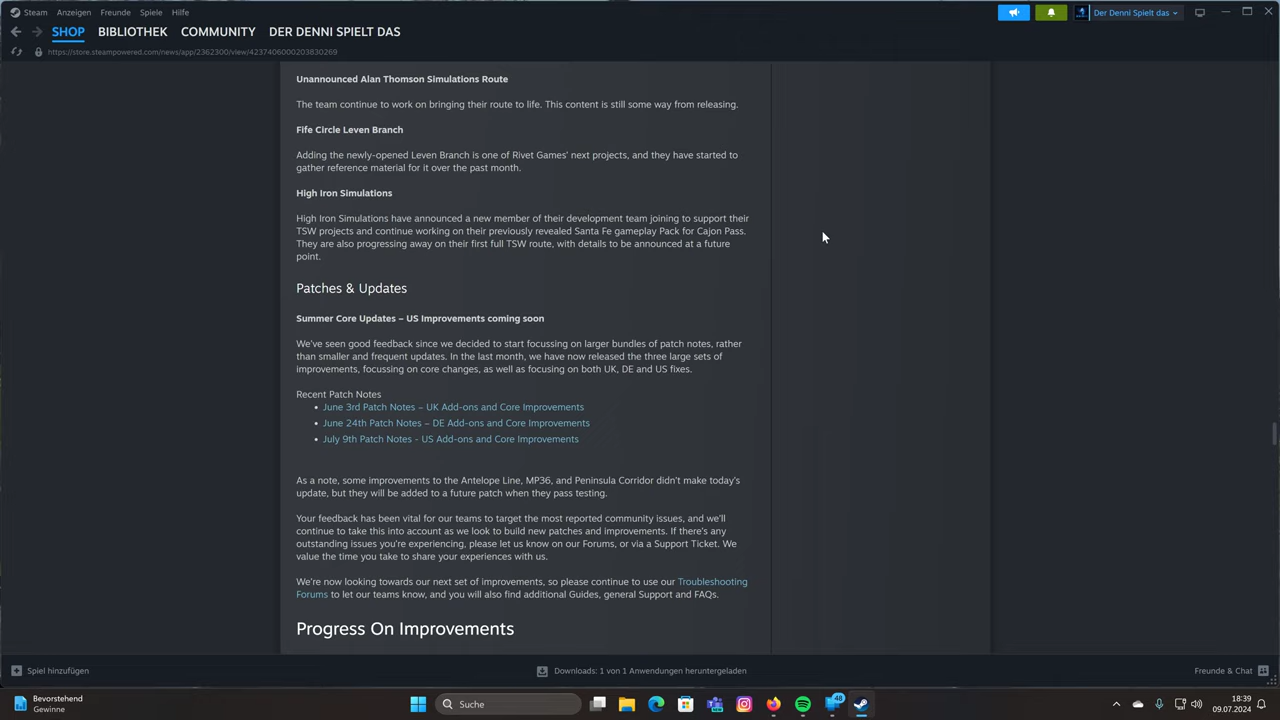 Steam Anzeigen Freunde Spiele Hilfe
Der Denni Spielt das
SHOP BIBLIOTHEK COMMUNITY DER DENNI SPIELT DAS
https://store.steampowered.com/news/app/2362300/view/4237406000203830269
Unannounced Alan Thomson Simulations Route
The team continue to work on bringing their route to life. This content is still some way from releasing.
Fife Circle Leven Branch
Adding the newly-opened Leven Branch is one of Rivet Games' next projects, and they have started to
gather reference material for it over the past month.
High Iron Simulations
High Iron Simulations have announced a new member of their development team joining to support their
TSW projects and continue working on their previously revealed Santa Fe gameplay Pack for Cajon Pass.
They are also progressing away on their first full TSW route, with details to be announced at a future
point.
Patches & Updates
Summer Core Updates – US Improvements coming soon
We've seen good feedback since we decided to start focussing on larger bundles of patch notes, rather
than smaller and frequent updates. In the last month, we have now released the three large sets of
improvements, focussing on core changes, as well as focusing on both UK, DE and US fixes.
Recent Patch Notes
• June 3rd Patch Notes – UK Add-ons and Core Improvements
• June 24th Patch Notes – DE Add-ons and Core Improvements
• July 9th Patch Notes - US Add-ons and Core Improvements
As a note, some improvements to the Antelope Line, MP36, and Peninsula Corridor didn't make today's
update, but they will be added to a future patch when they pass testing.
Your feedback has been vital for our teams to target the most reported community issues, and we'll
continue to take this into account as we look to build new patches and improvements. If there's any
outstanding issues you're experiencing, please let us know on our Forums, or via a Support Ticket. We
value the time you take to share your experiences with us.
We're now looking towards our next set of improvements, so please continue to use our Troubleshooting
Forums to let our teams know, and you will also find additional Guides, general Support and FAQs.
Progress On Improvements
Spiel hinzufügen
Downloads: 1 von 1 Anwendungen heruntergeladen
Freunde & Chat
Bevorstehend
Gewinne
Suche
48
18:39
09.07.2024